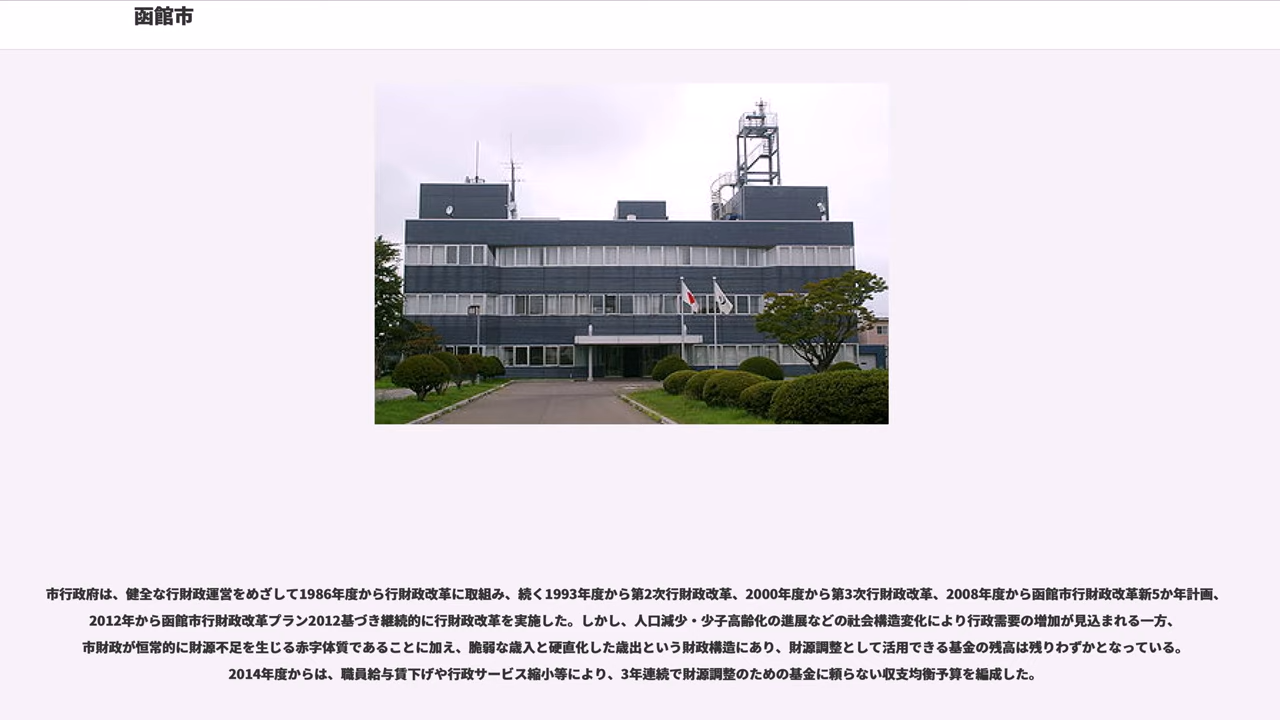 函館市
市行政府は、健全な行財政運営をめざして1986年度から行財政改革に取組み、続く1993年度から第2次行財政改革、2000年度から第3次行財政改革、2008年度から函館市行財政改革新5か年計画、
2012年から函館市行財政改革プラン2012基づき継続的に行財政改革を実施した。しかし、人口減少・少子高齢化の進展などの社会構造変化により行政需要の増加が見込まれる一方、
市財政が恒常的に財源不足を生じる赤字体質であることに加え、脆弱な歳入と硬直化した歳出という財政構造にあり、財源調整として活用できる基金の残高は残りわずかとなっている。
2014年度からは、職員給与賃下げや行政サービス縮小等により、3年連続で財源調整のための基金に頼らない収支均衡予算を編成した。